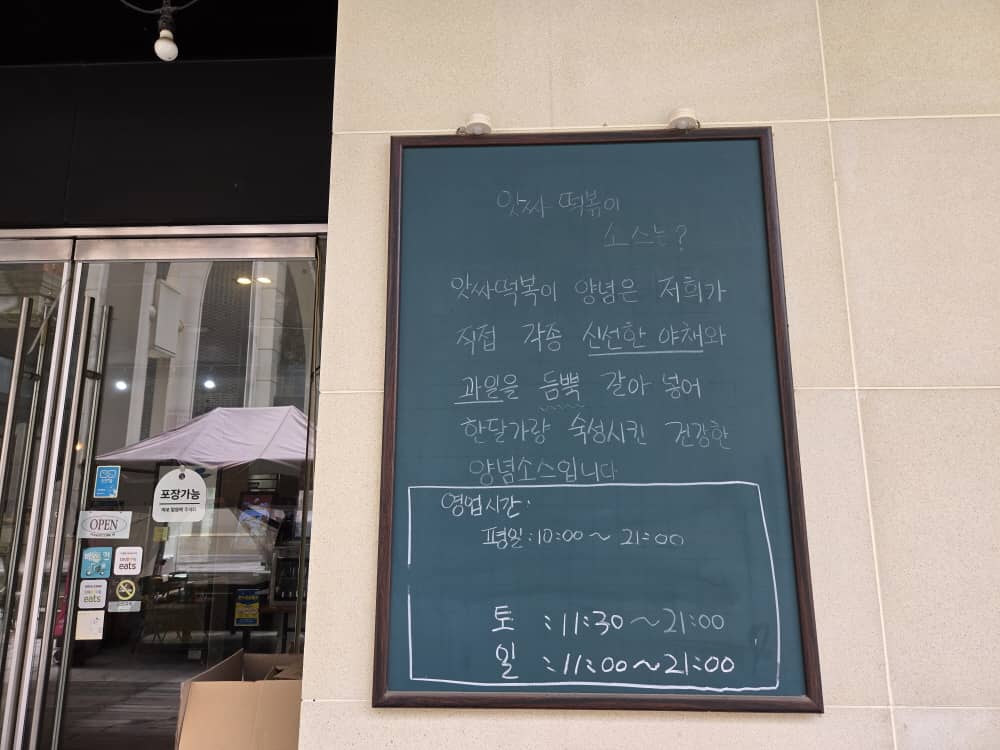 앗싸 떡볶이
소스는?
앗싸떡복이 양념은 저희가
직접 각종 신선한 야채와
과일을 듬뿍 갈아 넣어
한달가량 숙성시킨 건강한
양념소스입니다
영업시간:
평일:10:00~21:00
토 :11:30~21:00
일 :11:00~21:00
포장가능
OPEN
eats
eats